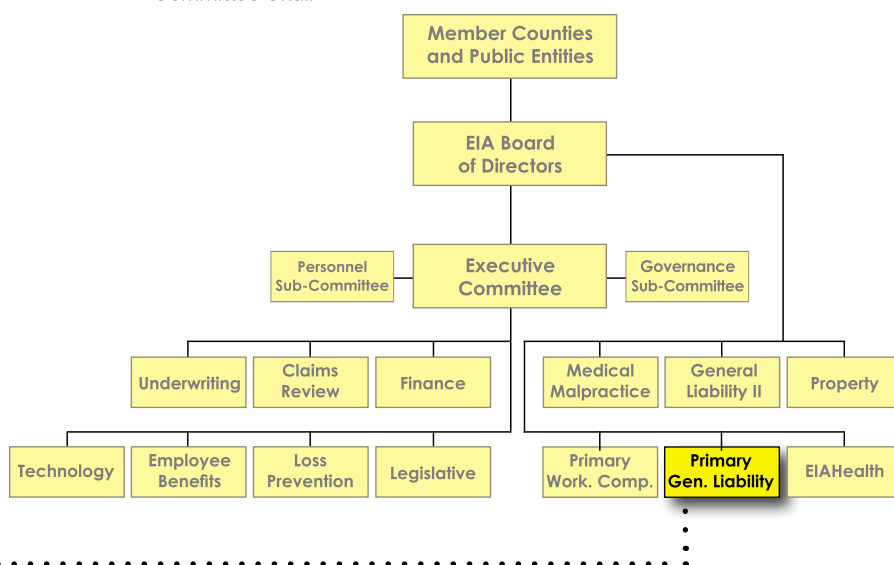 Member Counties
and Public Entities
EIA Board
of Directors
Personnel
Sub-Committee
Executive
Committee
Governance
Sub-Committee
Underwriting
Claims
Review
Finance
Medical
Malpractice
General
Liability II
Property
Technology
Employee
Benefits
Loss
Prevention
Legislative
Primary
Work. Comp.
Primary
Gen. Liability
EIAHealth